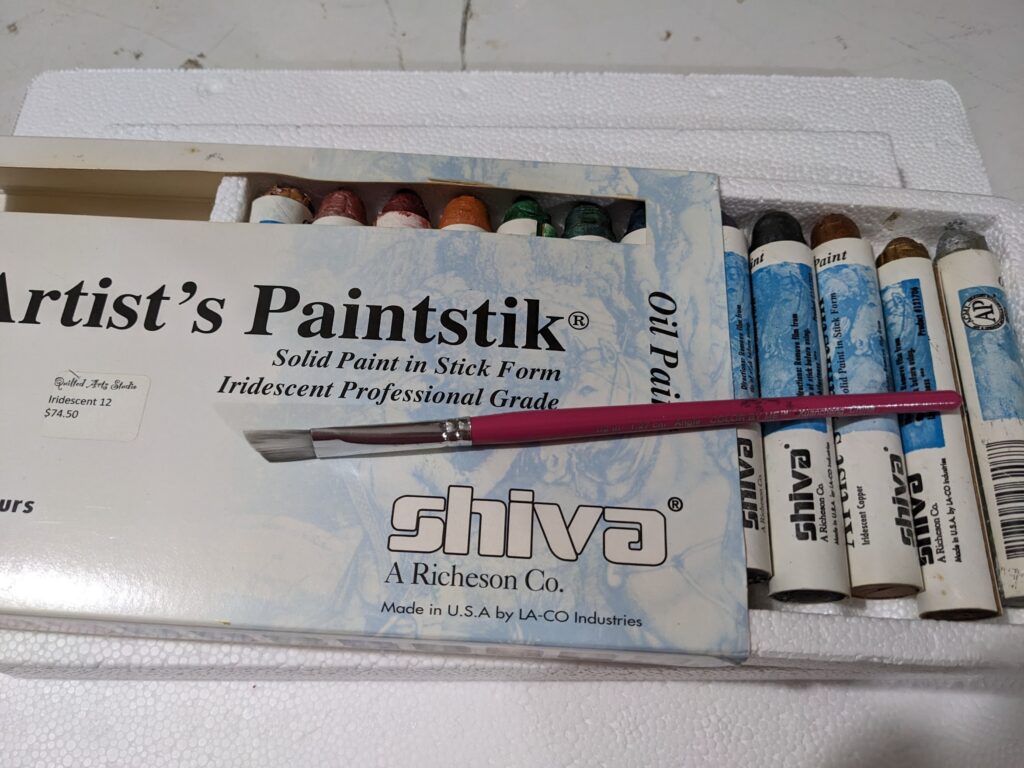 Artist's Paintstik®
Solid Paint in Stick Form
Iridescent Professional Grade
Quilted Arts Studio
Iridescent 12
$74.50
urs
shiva®
A Richeson Co.
Made in U.S.A by LA-CO Industries
Oil Pai
Paint
Solid Paint In Stick Form
Artist's
Iridescent Copper
shiva
A Richeson Co.
shiva
shiva
A Richeson Co.
Made in U.S.A. by LA-CO Industries
AP